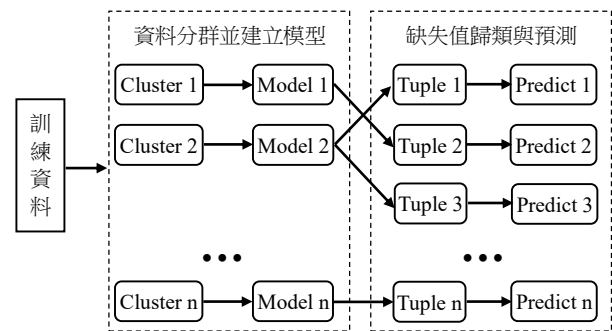 資料分群並建立模型
缺失值歸類與預測
訓練資料
Cluster 1
Model 1
Tuple 1
Predict 1
Cluster 2
Model 2
Tuple 2
Predict 2
Tuple 3
Predict 3
•••
•••
Cluster n
Model n
Tuple n
Predict n